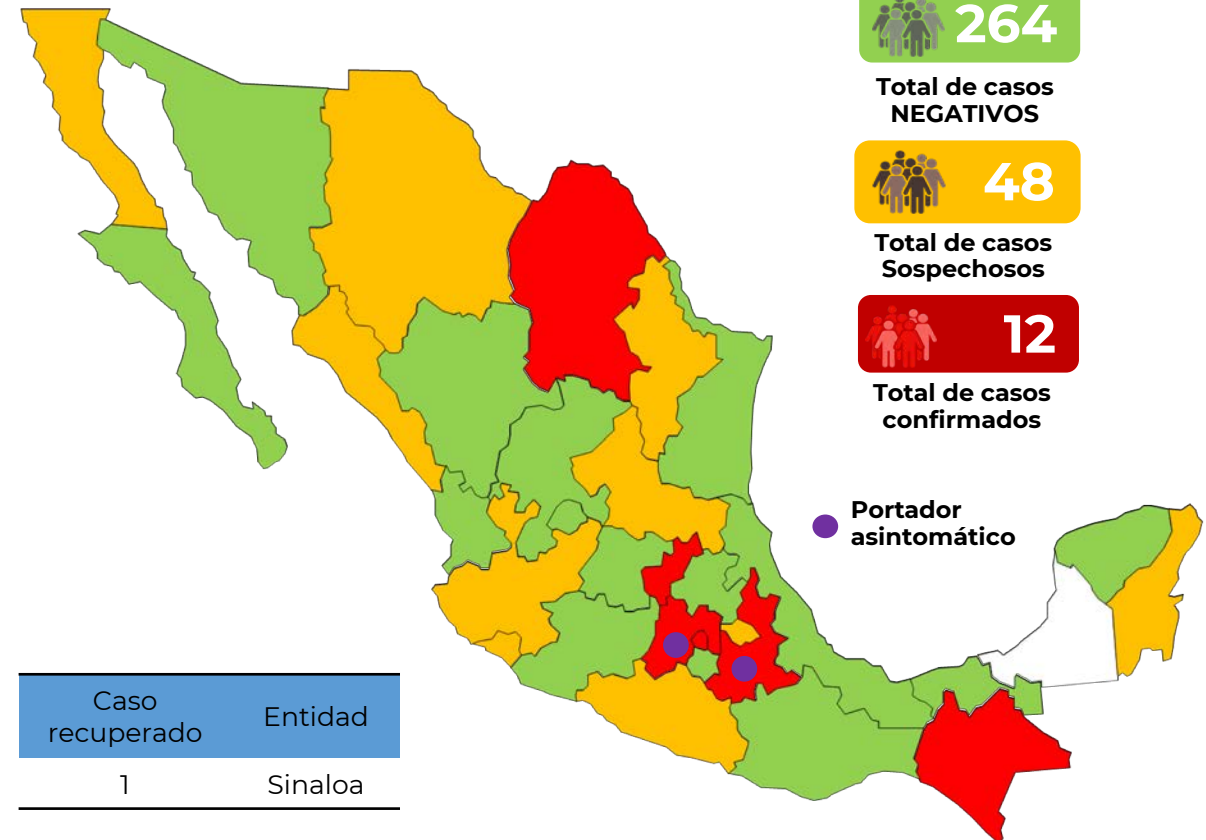 264
Total de casos
NEGATIVOS
48
Total de casos
Sospechosos
12
Total de casos
confirmados
Portador
asintomático
Caso
recuperado
Entidad
1
Sinaloa